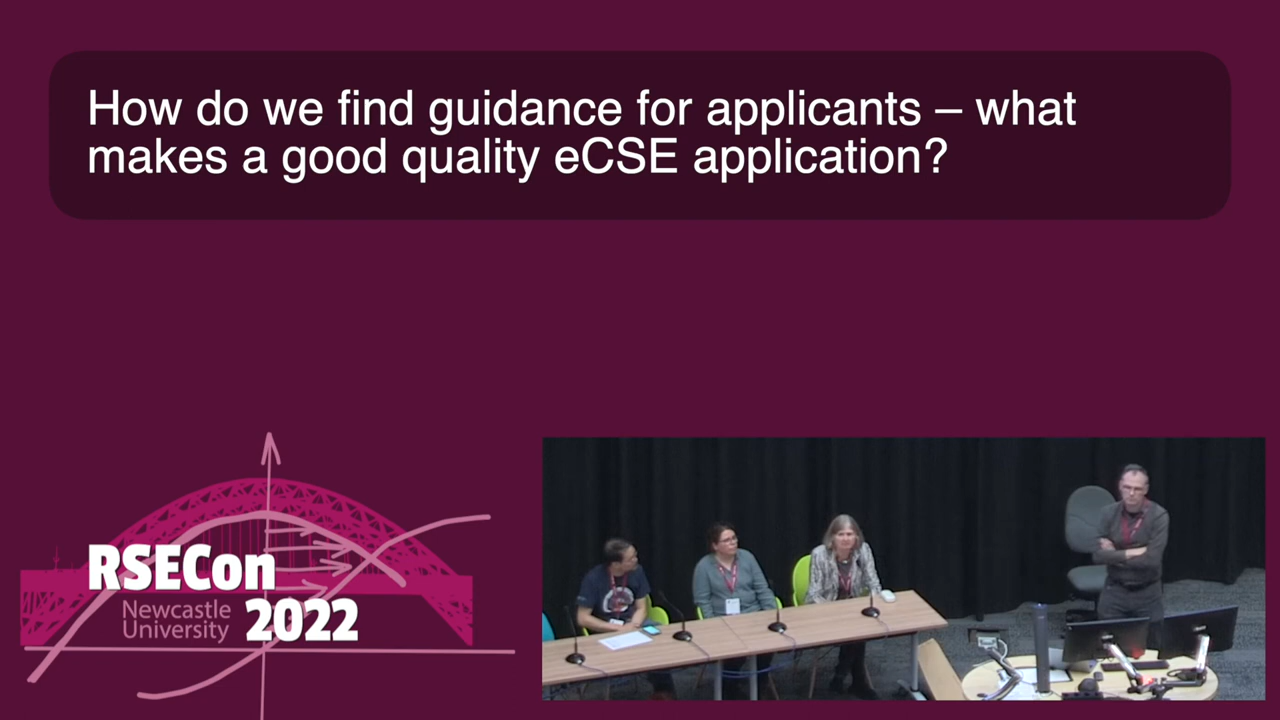 How do we find guidance for applicants – what
makes a good quality eCSE application?
RSECon
Newcastle
University
2022